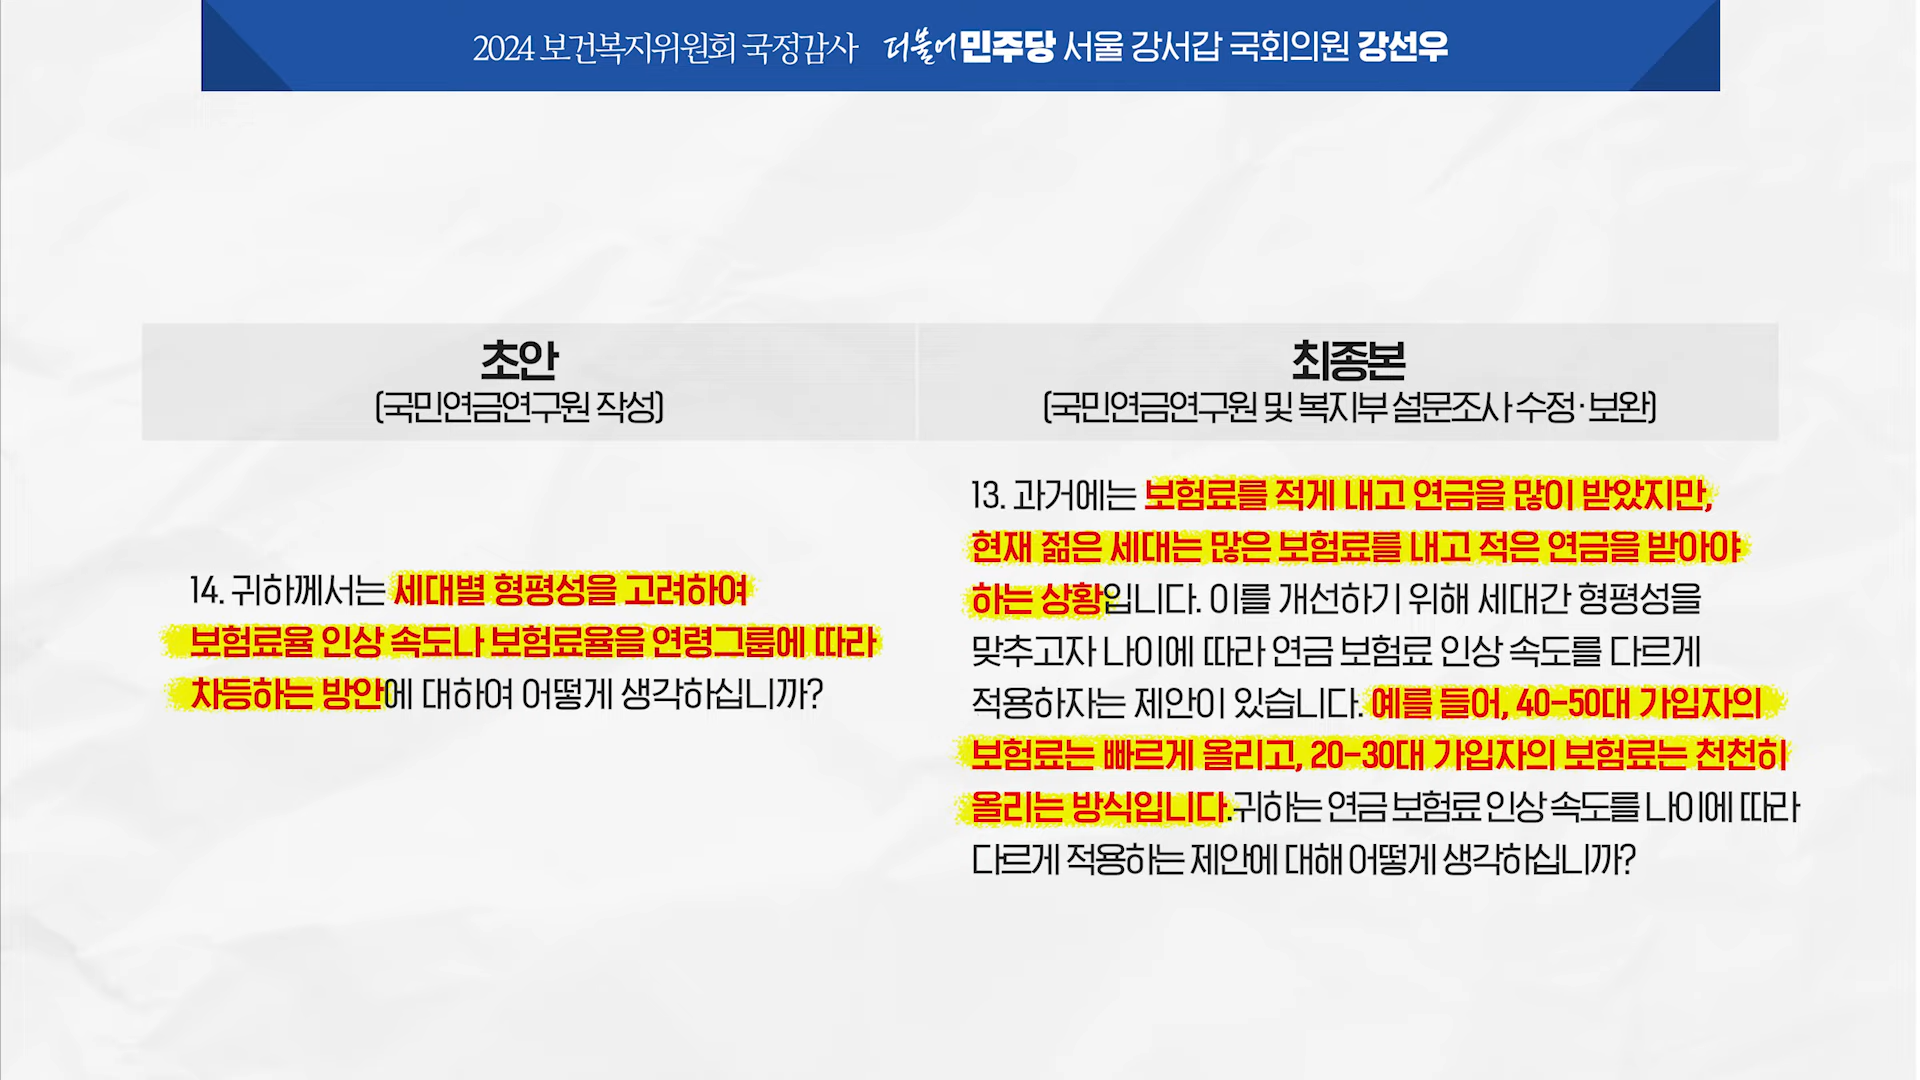 2024 보건복지위원회 국정감사 더불어민주당 서울 강서갑 국회의원 강선우
초안
(국민연금연구원 작성)
14. 귀하께서는 세대별 형평성을 고려하여
보험료율 인상 속도나 보험료율을 연령그룹에 따라
차등하는 방안에 대하여 어떻게 생각하십니까?
최종본
(국민연금연구원 및 복지부 설문조사 수정·보완)
13. 과거에는 보험료를 적게 내고 연금을 많이 받았지만,
현재 젊은 세대는 많은 보험료를 내고 적은 연금을 받아야
하는 상황입니다. 이를 개선하기 위해 세대간 형평성을
맞추고자 나이에 따라 연금 보험료 인상 속도를 다르게
적용하자는 제안이 있습니다. 예를 들어, 40-50대 가입자의
보험료는 빠르게 올리고, 20-30대 가입자의 보험료는 천천히
올리는 방식입니다.귀하는 연금 보험료 인상 속도를 나이에 따라
다르게 적용하는 제안에 대해 어떻게 생각하십니까?